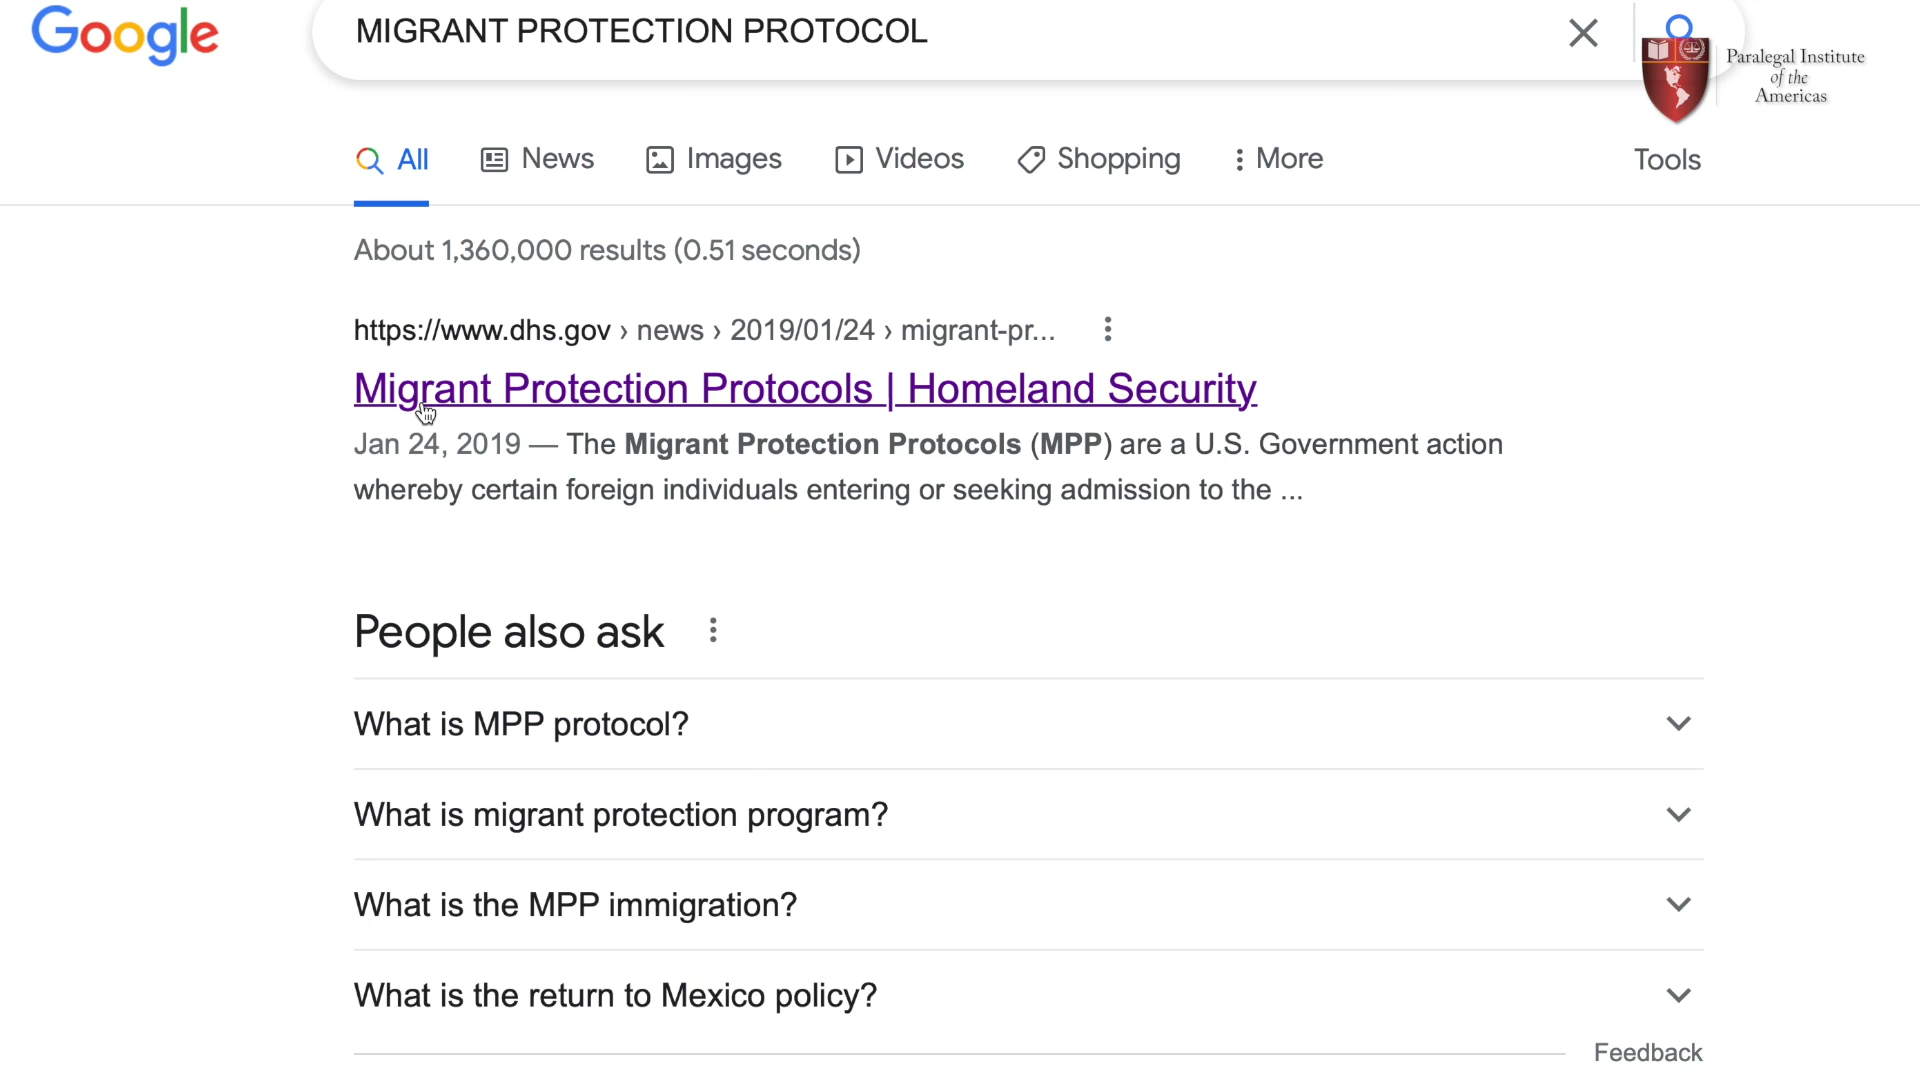 Google
MIGRANT PROTECTION PROTOCOL
Paralegal Institute
of the
Americas
All
News
Images
Videos
Shopping
More
Tools
About 1,360,000 results (0.51 seconds)
https://www.dhs.gov › news › 2019/01/24 › migrant-pr...
Migrant Protection Protocols | Homeland Security
Jan 24, 2019 — The Migrant Protection Protocols (MPP) are a U.S. Government action
whereby certain foreign individuals entering or seeking admission to the ...
People also ask
What is MPP protocol?
What is migrant protection program?
What is the MPP immigration?
What is the return to Mexico policy?
Feedback